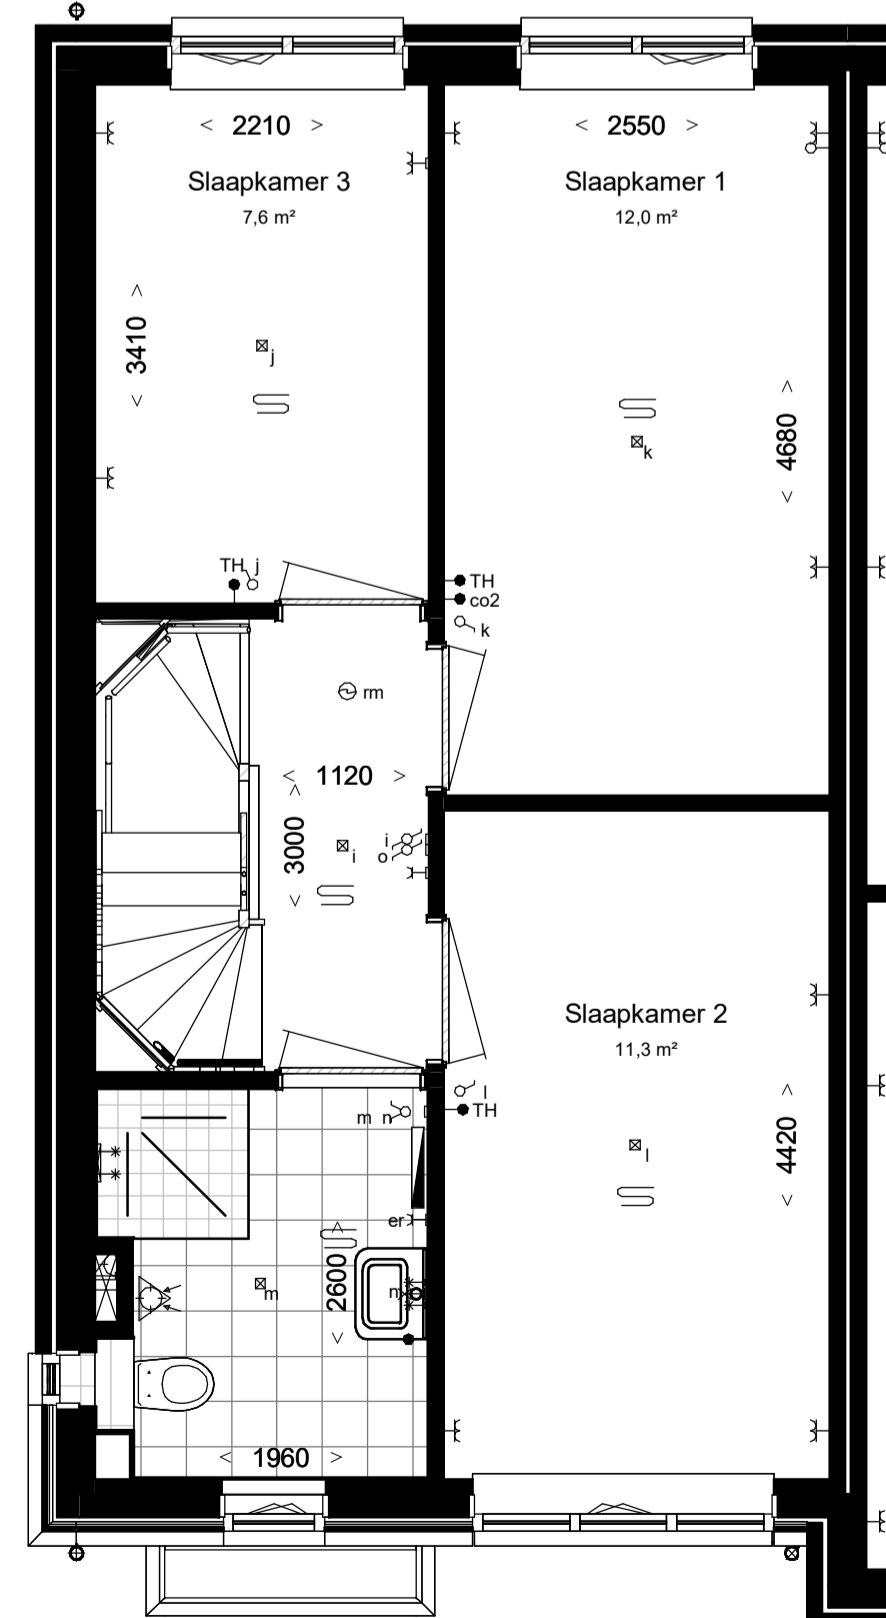 2210
2550
Slaapkamer 3
Slaapkamer 1
7,6 m²
12,0 m²
3410
j
4680
k
TH j
TH
co2
k
rm
1120
3000
i
i
o
Slaapkamer 2
11,3 m²
l
TH
m n
4420
l
er
2600
m
n
1960